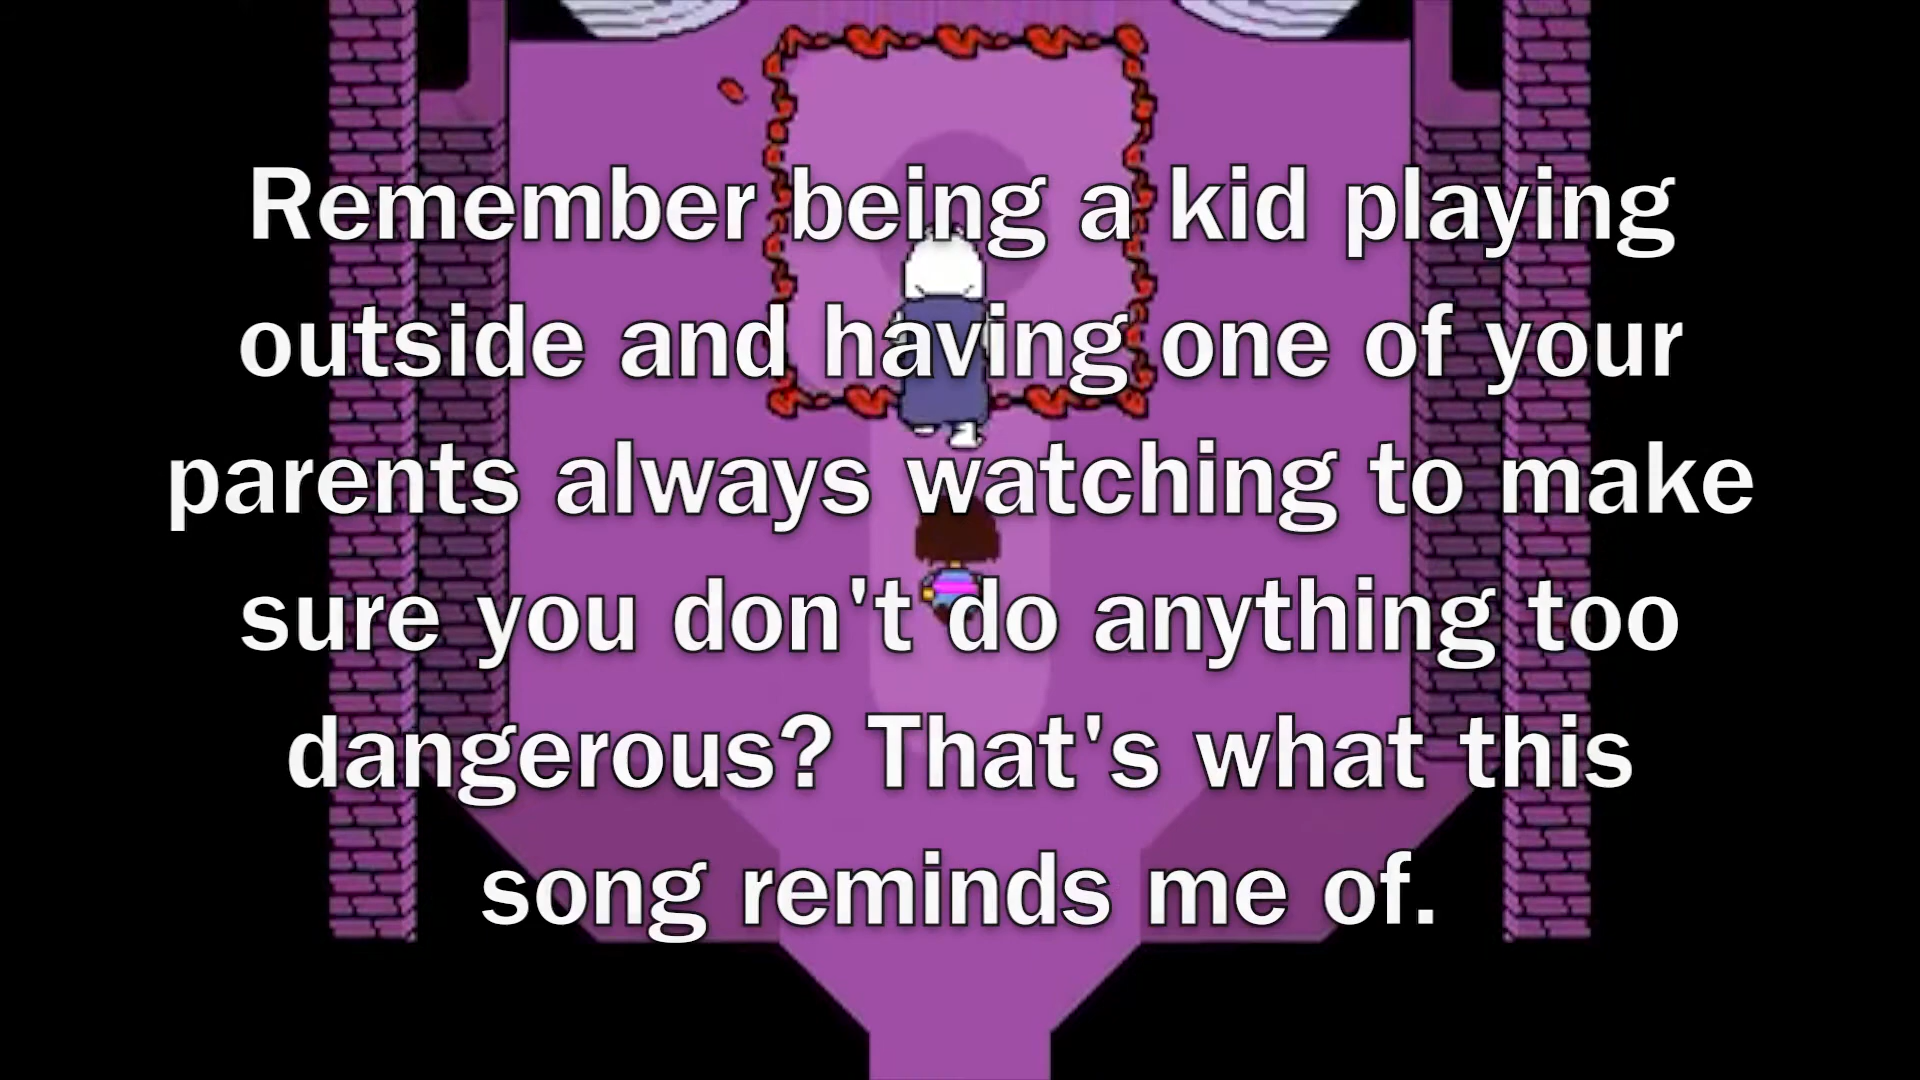 Remember being a kid playing
outside and having one of your
parents always watching to make
sure you don't do anything too
dangerous? That's what this
song reminds me of.